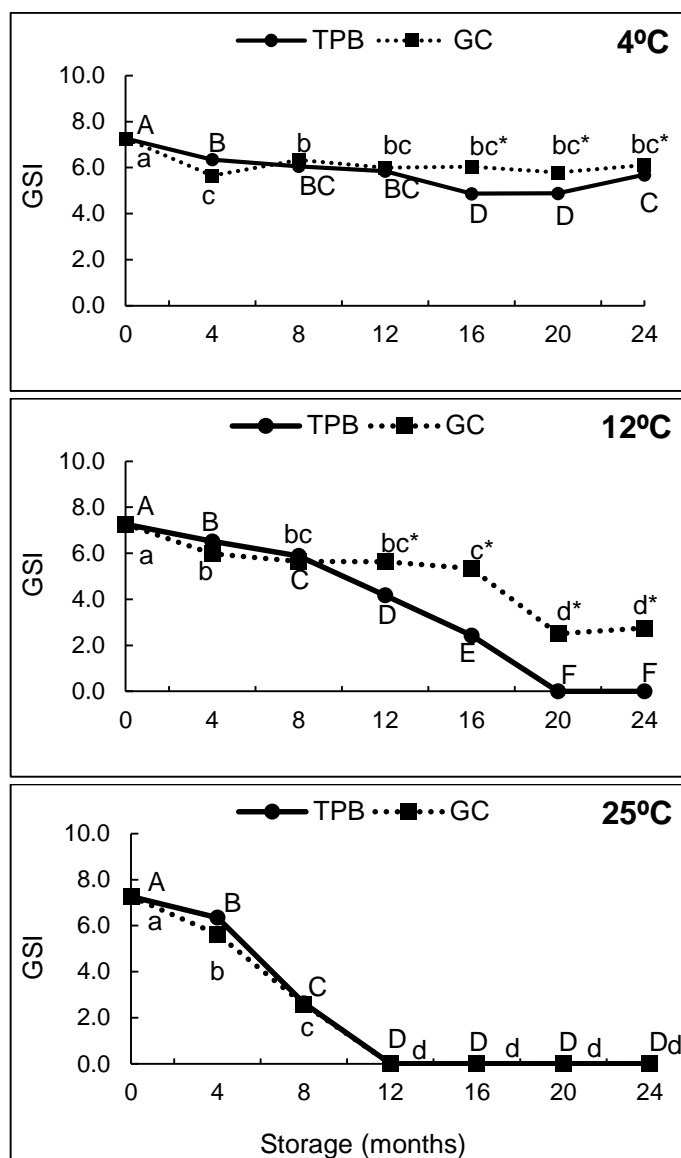 TPB GC 4ºC
10.0
8.0
6.0
4.0
2.0
0.0
GSI
A B b bc bc* bc* bc*
a c BC BC D D C
0 4 8 12 16 20 24
TPB GC 12ºC
10.0
8.0
6.0
4.0
2.0
0.0
GSI
A B bc bc* c* d* d*
a b C D E F F
0 4 8 12 16 20 24
TPB GC 25ºC
10.0
8.0
6.0
4.0
2.0
0.0
GSI
A B C D D D D
a b c d d d d
0 4 8 12 16 20 24
Storage (months)